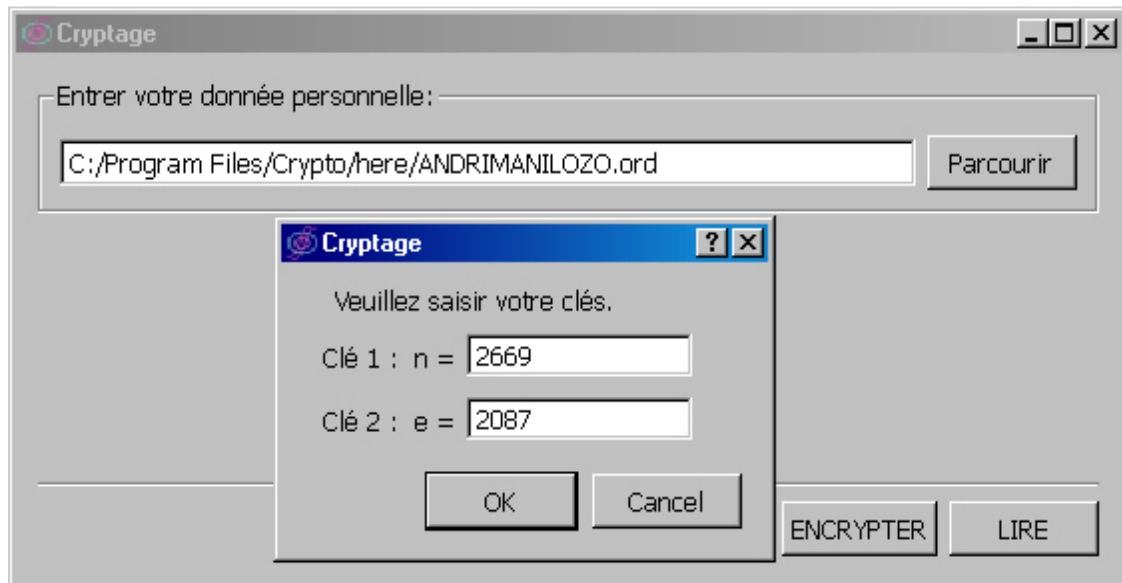 Cryptage
Entrer votre donnée personnelle:
C:/Program Files/Crypto/here/ANDRIMANILOZO.ord
Parcourir
Cryptage
Veuillez saisir votre clés.
Clé 1 : n = 2669
Clé 2 : e = 2087
OK
Cancel
ENCRYPTER
LIRE